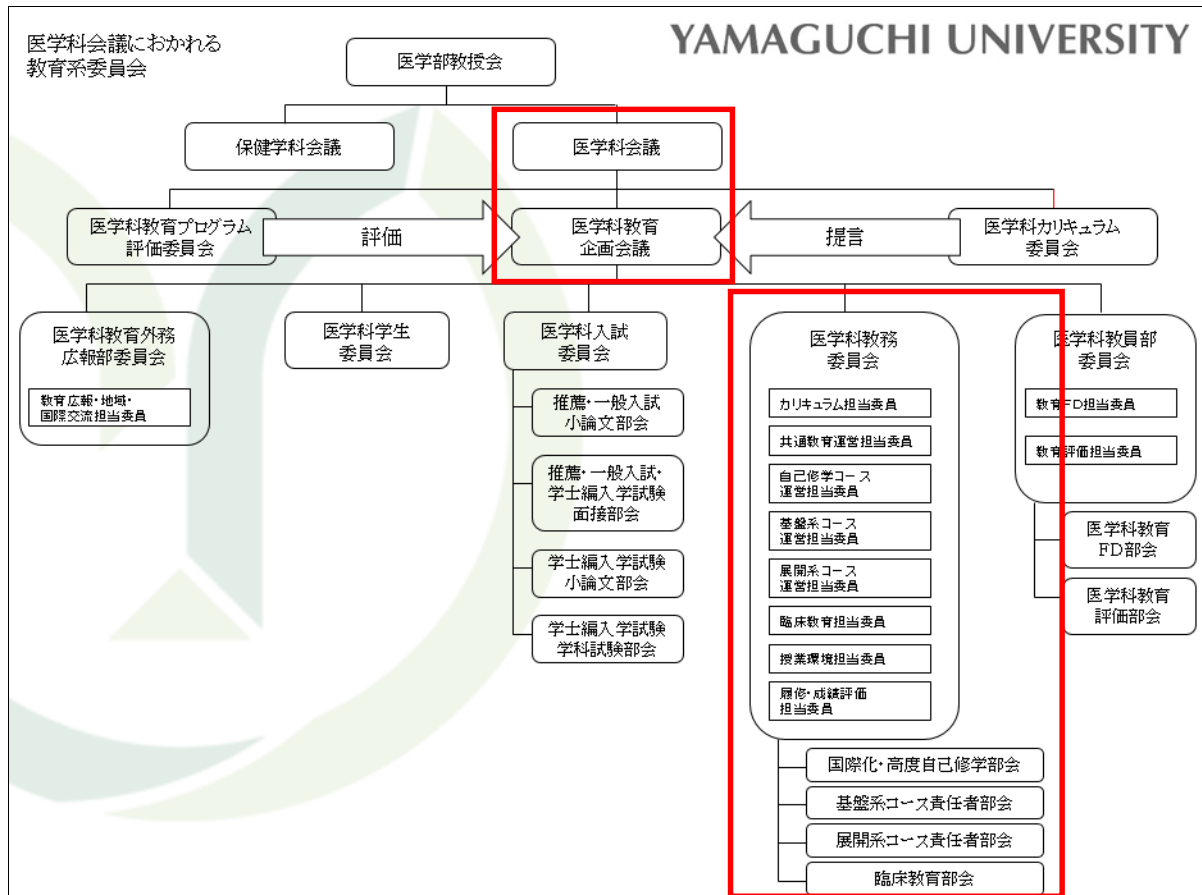 医学科会議におかれる
教育系委員会
YAMAGUCHI UNIVERSITY
医学部教授会
保健学科会議
医学科会議
医学科教育プログラム
評価委員会
評価
医学科教育
企画会議
提言
医学科カリキュラム
委員会
医学科教育外務
広報部委員会
教育広報・地域・
国際交流担当委員
医学科学生
委員会
医学科入試
委員会
推薦・一般入試
小論文部会
推薦・一般入試・
学士編入学試験
面接部会
学士編入学試験
小論文部会
学士編入学試験
学科試験部会
医学科教務
委員会
カリキュラム担当委員
共通教育運営担当委員
自己修学コース
運営担当委員
基盤系コース
運営担当委員
展開系コース
運営担当委員
臨床教育担当委員
授業環境担当委員
履修・成績評価
担当委員
国際化・高度自己修学部会
基盤系コース責任者部会
展開系コース責任者部会
臨床教育部会
医学科教員部
委員会
教育FD担当委員
教育評価担当委員
医学科教育
FD部会
医学科教育
評価部会